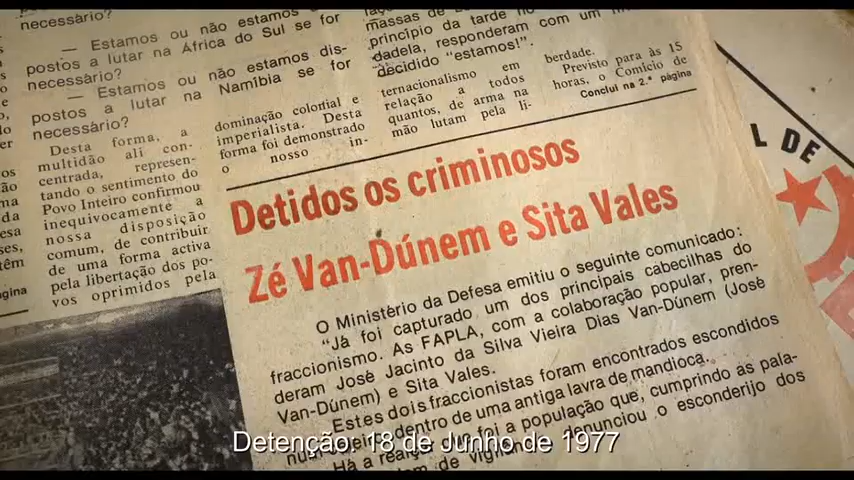 necessário?
— Estamos ou não estamos dis-
postos a lutar na África do Sul se for
necessário?
— Estamos ou não estamos dis-
postos a lutar na Namíbia se for
necessário?
Desta forma, a
multidão ali con-
centrada, represen-
tando o sentimento do
Povo Inteiro confirmou
inequivocamente a
nossa disposição
comum, de contribuir
de uma forma activa
pela libertação dos po-
vos oprimidos pela
dominação colonial e
imperialista. Desta
forma foi demonstrado
o nosso in-
massas de
princípio da tarde no
dadela, responderam com um
decidido "estamos!".
ternacionalismo em
relação a todos
quantos, de arma na
mão lutam pela li-
berdade.
Previsto para às 15
horas, o Comício de
Conclui na 2.ª página
Detidos os criminosos
Zé Van-Dúnem e Sita Vales
O Ministério da Defesa emitiu o seguinte comunicado:
"Já foi capturado um dos principais cabecilhas do
fraccionismo. As FAPLA, com a colaboração popular, pren-
deram José Jacinto da Silva Vieira Dias Van-Dúnem (José
Van-Dúnem) e Sita Vales.
Estes dois fraccionistas foram encontrados escondidos
dentro de uma antiga lavra de mandioca.
Há a realçar que foi a população que, cumprindo as pala-
de denunciou o esconderijo dos
L DE
Detenção: 18 de Junho de 1977